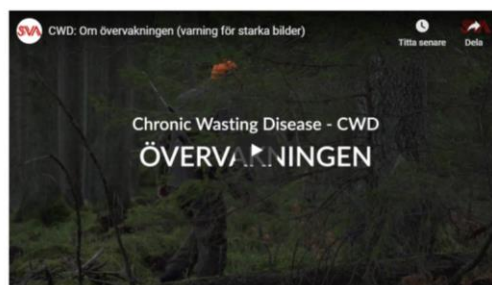 SVA CWD: Om övervakningen (varning för starka bilder)
Titta senare
Dela
Chronic Wasting Disease - CWD
ÖVERVAKNINGEN